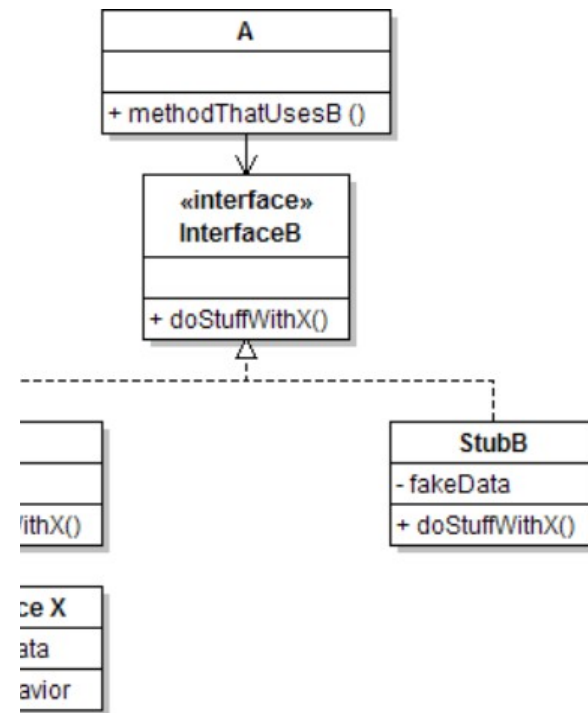 A
+ methodThatUsesB ()
«interface»
InterfaceB
+ doStuffWithX()
StubB
- fakeData
ithX()
+ doStuffWithX()
ce X
ata
avior